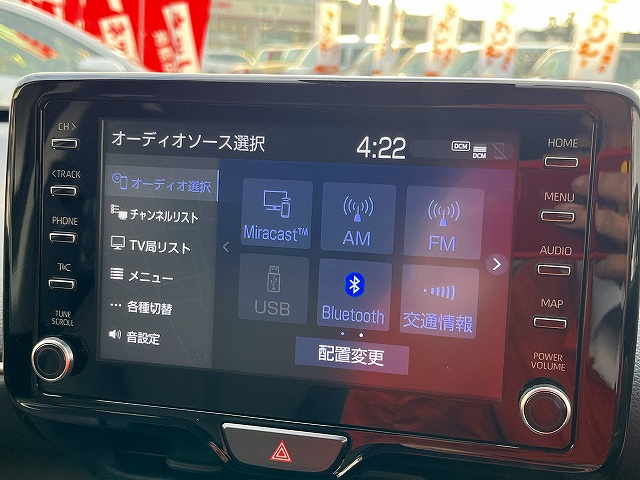 CH >
<TRACK
PHONE
TUNE
SCROLL
オーディオソース選択
4:22
DCM
DCM
オーディオ選択
チャンネルリスト
TV局リスト
メニュー
各種切替
音設定
Miracast™
AM
FM
USB
Bluetooth
交通情報
配置変更
HOME
MENU
AUDIO
MAP
POWER
VOLUME